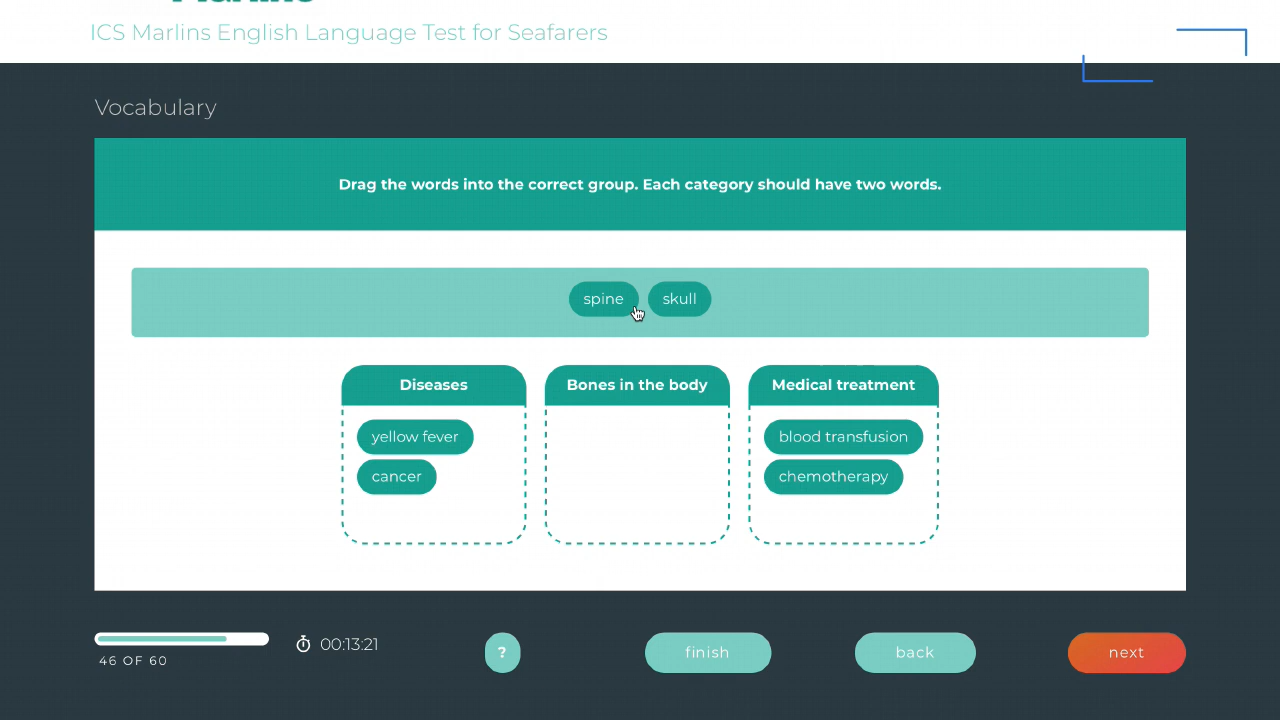 ICS Marlins English Language Test for Seafarers
Vocabulary
Drag the words into the correct group. Each category should have two words.
spine skull
Diseases Bones in the body Medical treatment
yellow fever blood transfusion
cancer chemotherapy
46 OF 60
00:13:21
?
finish
back
next